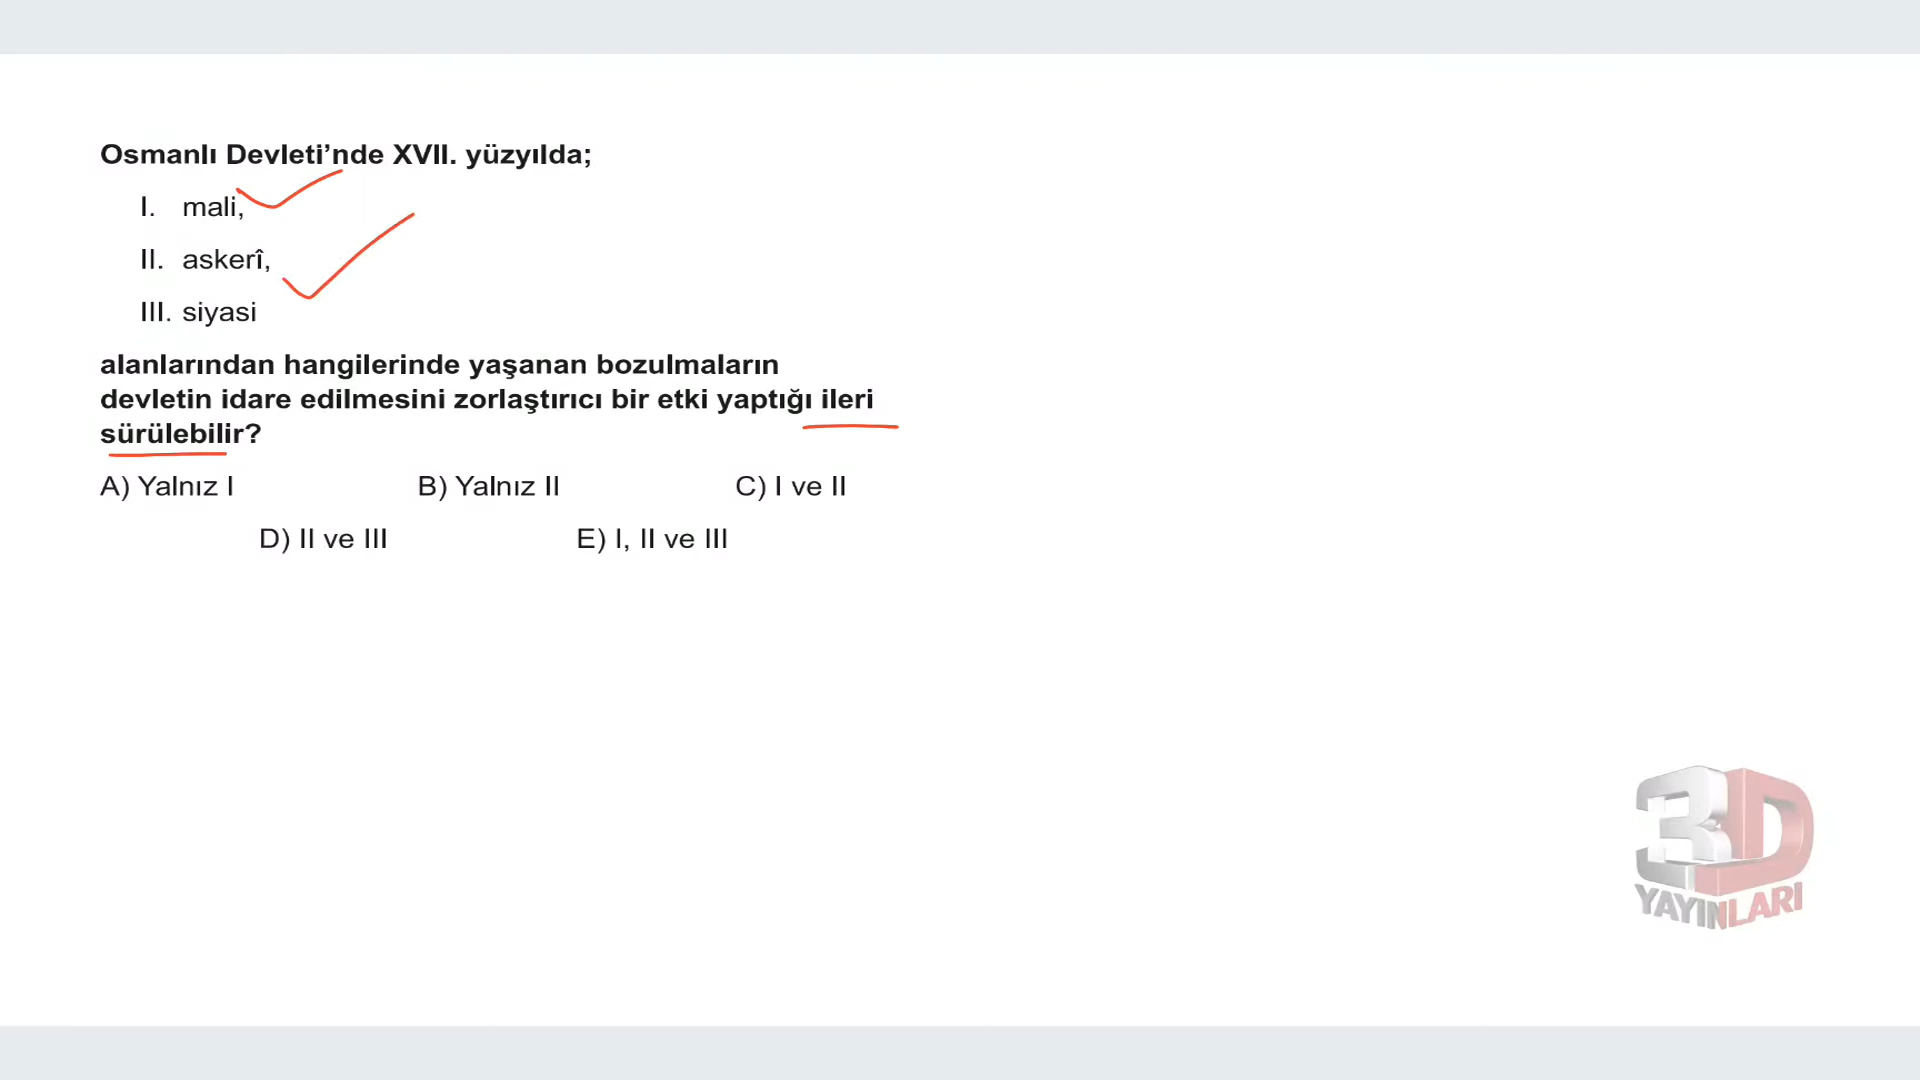 Osmanlı Devleti’nde XVII. yüzyılda;
I. mali,
II. askerî,
III. siyasi
alanlarından hangilerinde yaşanan bozulmaların
devletin idare edilmesini zorlaştırıcı bir etki yaptığı ileri
sürülebilir?
A) Yalnız I B) Yalnız II C) I ve II
D) II ve III E) I, II ve III
3D
YAYINLARI